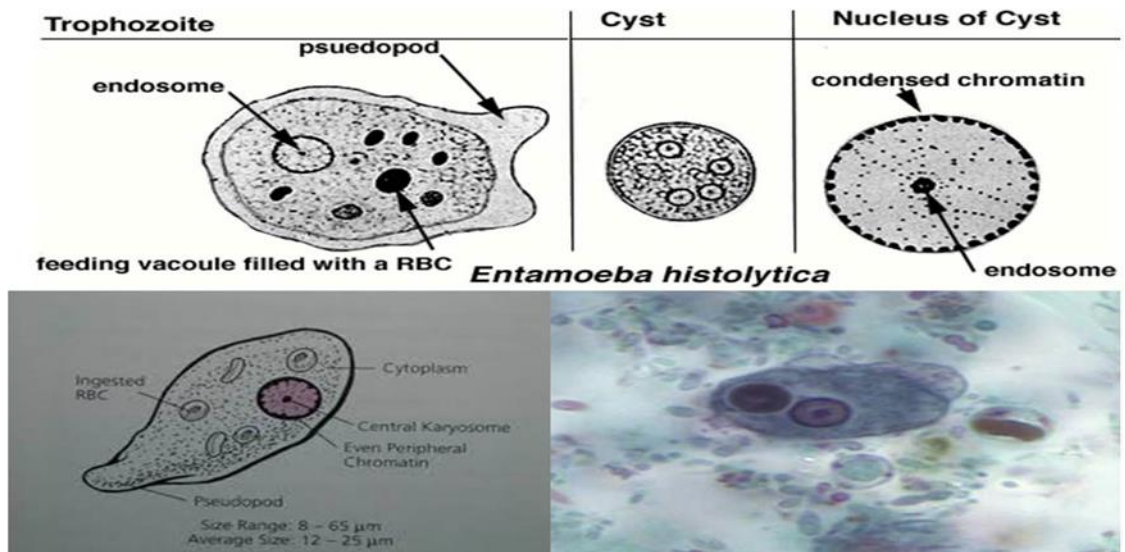 Trophozoite
Cyst
Nucleus of Cyst
psuedopod
endosome
condensed chromatin
feeding vacoule filled with a RBC
Entamoeba histolytica
endosome
Ingested
RBC
Cytoplasm
Central Karyosome
Even Peripheral
Chromatin
Pseudopod
Size Range: 8 – 65 µm
Average Size: 12 – 25 µm